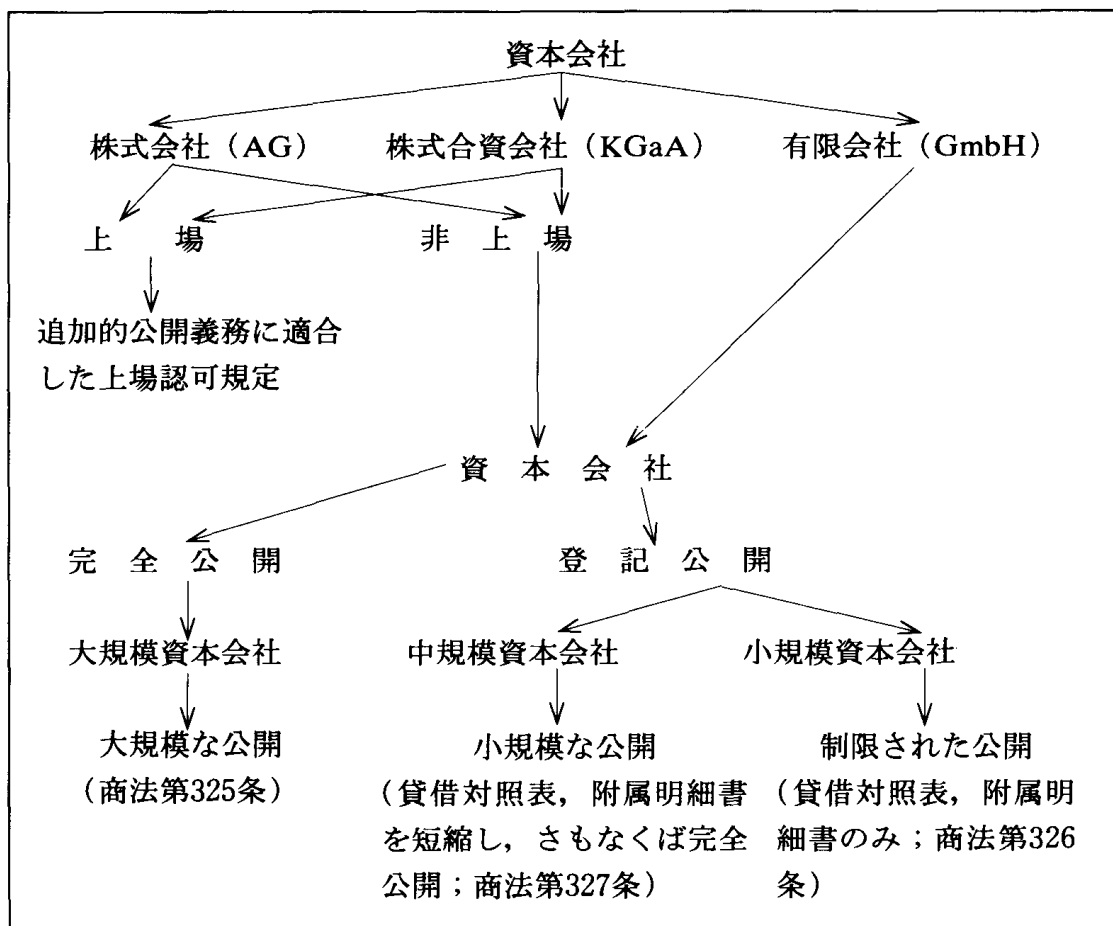 資本会社
株式会社（AG）　株式合資会社（KGaA）　有限会社（GmbH）
上　場　非　上　場
追加的公開義務に適合
した上場認可規定
資　本　会　社
完　全　公　開　登　記　公　開
大規模資本会社　中規模資本会社　小規模資本会社
大規模な公開　小規模な公開　制限された公開
（商法第325条）　（貸借対照表，附属明細書　（貸借対照表，附属明
を短縮し，さもなくば完全　細書のみ；商法第326
公開；商法第327条）　条）